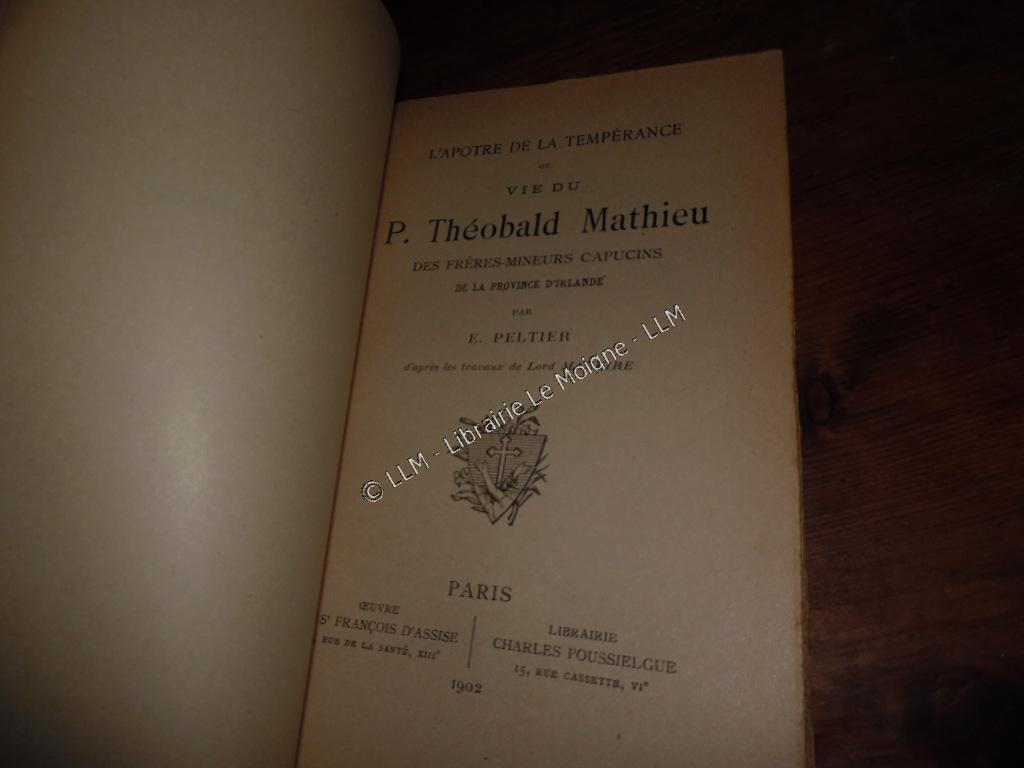 L'APOTRE DE LA TEMPÉRANCE
OU
VIE DU
P. Théobald Mathieu
DES FRÈRES-MINEURS CAPUCINS
DE LA PROVINCE D'IRLANDE
PAR
E. PELTIER
d'après les travaux de Lord
© LLM - Librairie Le Moigne - LLM
PARIS
ŒUVRE
Sᵗ FRANÇOIS D'ASSISE
RUE DE LA SANTÉ, XIIIᵉ
LIBRAIRIE
CHARLES POUSSIELGUE
15, RUE CASSETTE, VIᵉ
1902